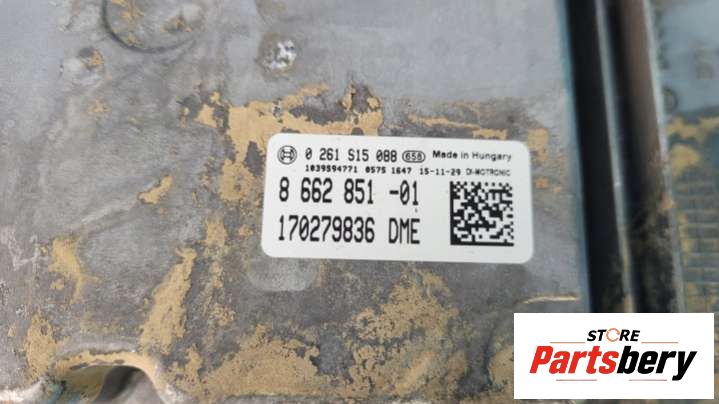 0 261 S15 088 658 Made in Hungary
1039S94771 0575 1647 15-11-29 DI-MOTRONIC
8 662 851 -01
170279836 DME
STORE
Partsbery